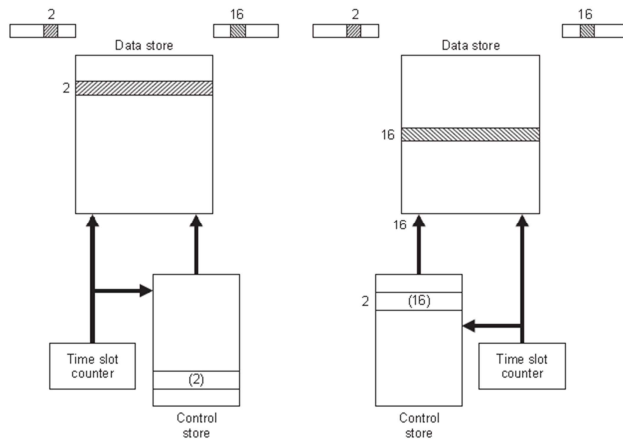 2
16
2
16
Data store
Data store
2
16
16
2
(16)
Time slot
counter
(2)
Time slot
counter
Control
store
Control
store